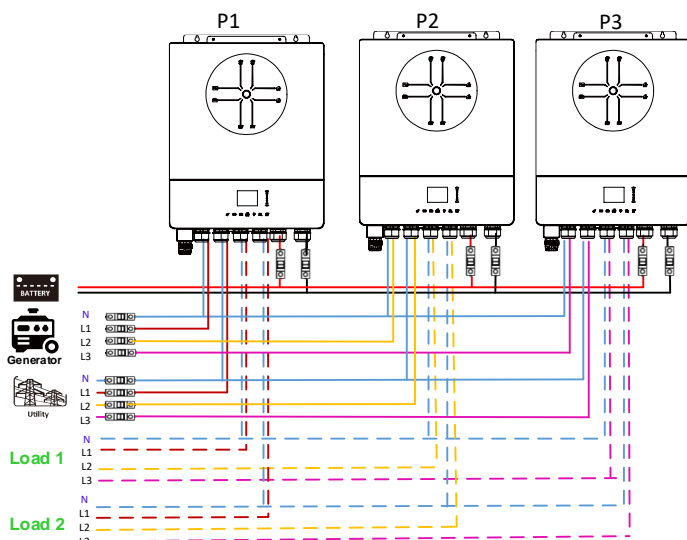 P1 P2 P3
BATTERY
N
L1
Generator
L2
L3
N
L1
Utility
L2
L3
N
Load 1
L1
L2
L3
N
L1
Load 2
L2